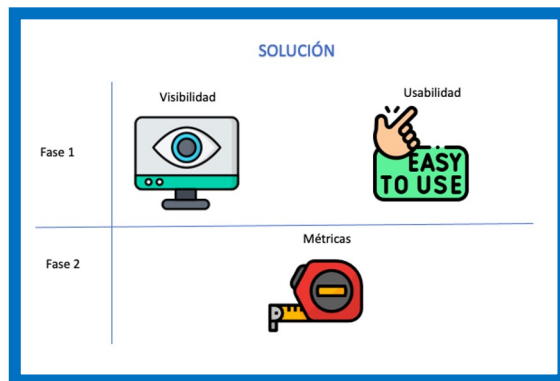 SOLUCIÓN
Visibilidad
Usabilidad
Fase 1
EASY
TO USE
Métricas
Fase 2